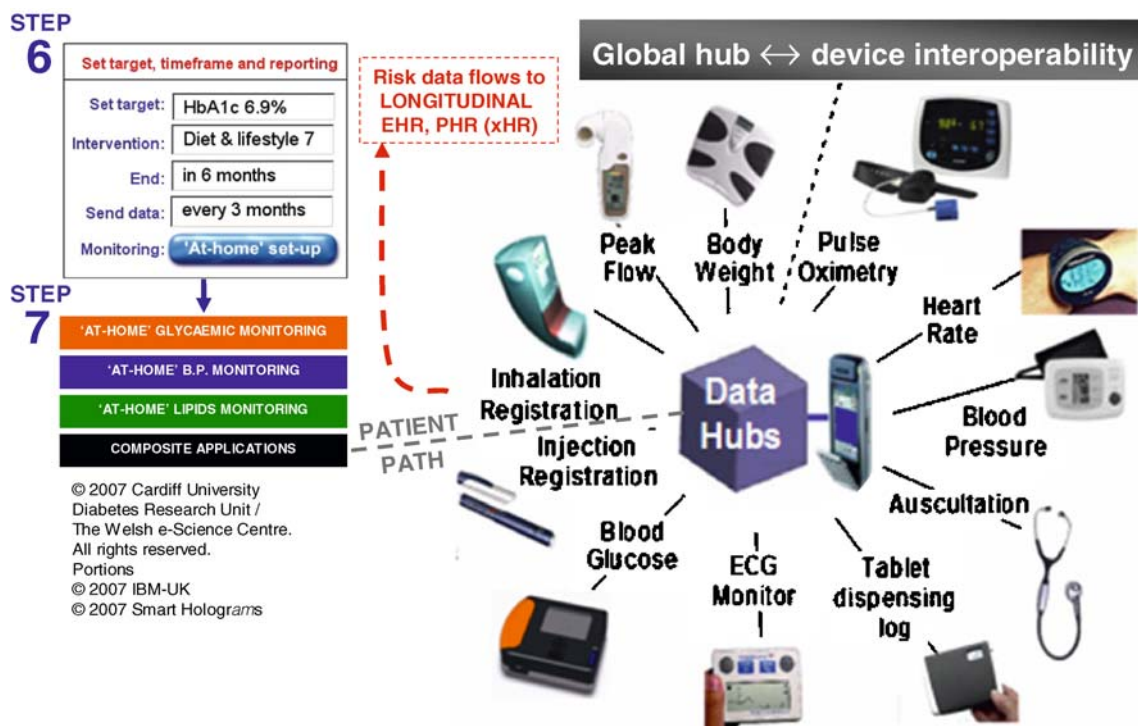 STEP
6
Set target, timeframe and reporting
Set target: HbA1c 6.9%
Intervention: Diet & lifestyle 7
End: in 6 months
Send data: every 3 months
Monitoring: 'At-home' set-up
STEP
7
'AT-HOME' GLYCAEMIC MONITORING
'AT-HOME' B.P. MONITORING
'AT-HOME' LIPIDS MONITORING
COMPOSITE APPLICATIONS
© 2007 Cardiff University
Diabetes Research Unit /
The Welsh e-Science Centre.
All rights reserved.
Portions
© 2007 IBM-UK
© 2007 Smart Holograms
Risk data flows to
LONGITUDINAL
EHR, PHR (xHR)
PATIENT
PATH
Global hub ↔ device interoperability
Peak
Flow
Body
Weight
Pulse
Oximetry
Heart
Rate
Blood
Pressure
Auscultation
Tablet
dispensing
log
ECG
Monitor
Blood
Glucose
Injection
Registration
Inhalation
Registration
Data
Hubs